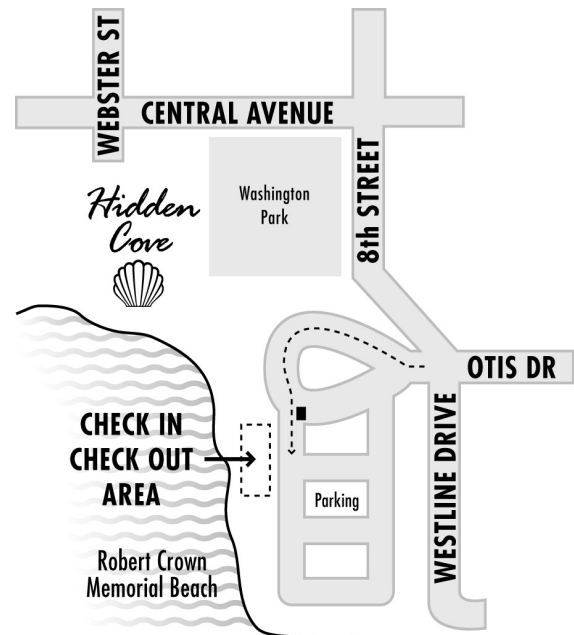 WEBSTER ST
CENTRAL AVENUE
8th STREET
Washington
Park
Hidden
Cove
OTIS DR
WESTLINE DRIVE
CHECK IN
CHECK OUT
AREA
Parking
Robert Crown
Memorial Beach